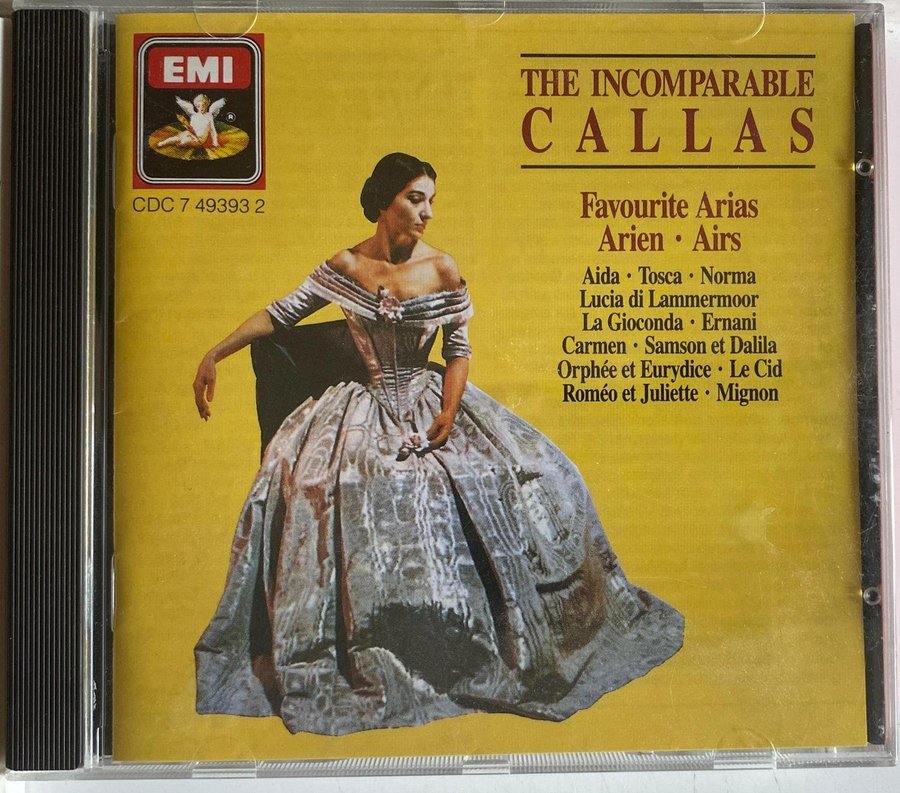 EMI
®
CDC 7 49393 2
THE INCOMPARABLE
CALLAS
Favourite Arias
Arien · Airs
Aida · Tosca · Norma
Lucia di Lammermoor
La Gioconda · Ernani
Carmen · Samson et Dalila
Orphée et Eurydice · Le Cid
Roméo et Juliette · Mignon